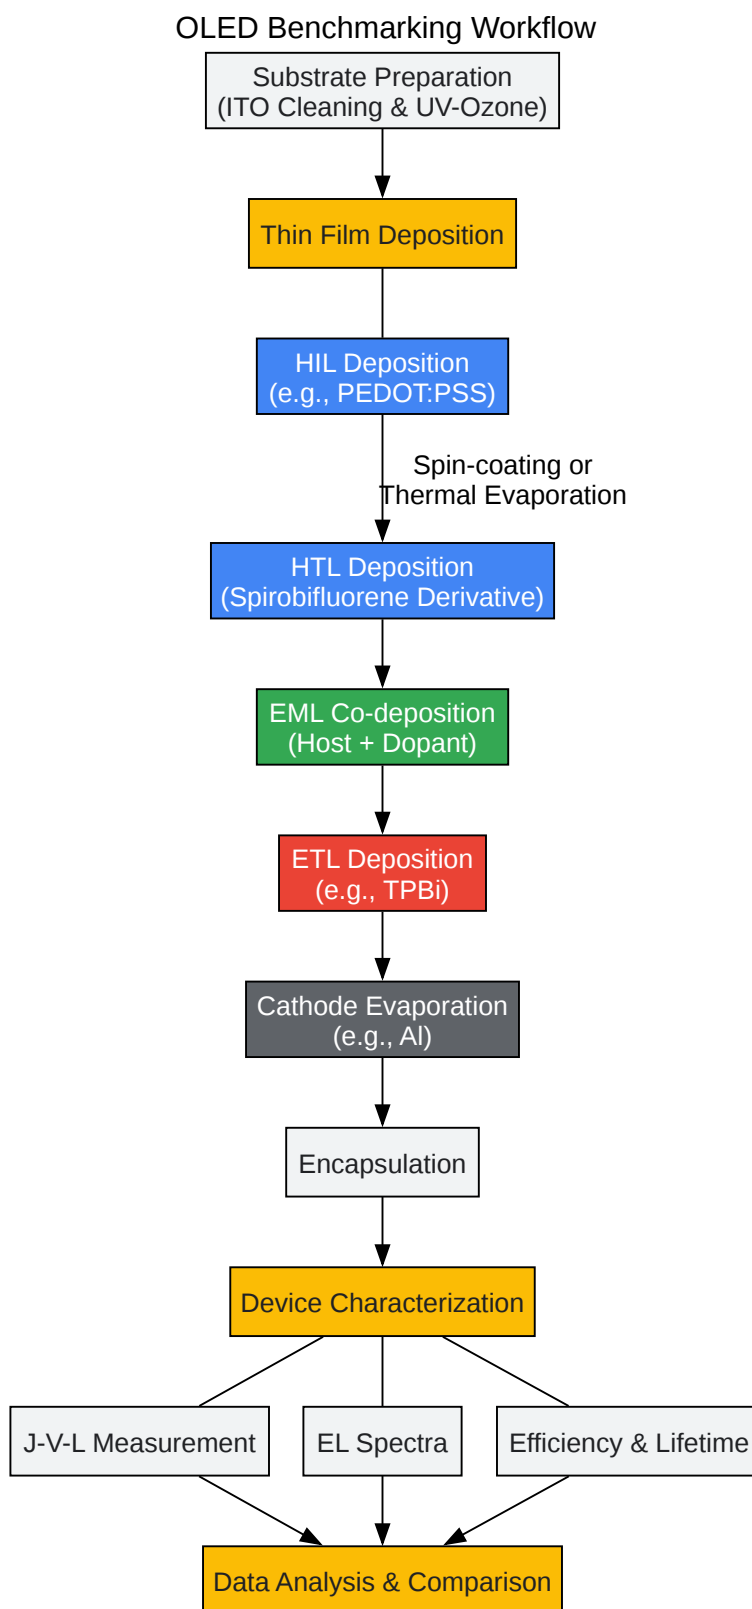 OLED Benchmarking Workflow
Substrate Preparation
(ITO Cleaning & UV-Ozone)
Thin Film Deposition
HIL Deposition
(e.g., PEDOT:PSS)
Spin-coating or
Thermal Evaporation
HTL Deposition
(Spirobifluorene Derivative)
EML Co-deposition
(Host + Dopant)
ETL Deposition
(e.g., TPBi)
Cathode Evaporation
(e.g., Al)
Encapsulation
Device Characterization
J-V-L Measurement
EL Spectra
Efficiency & Lifetime
Data Analysis & Comparison